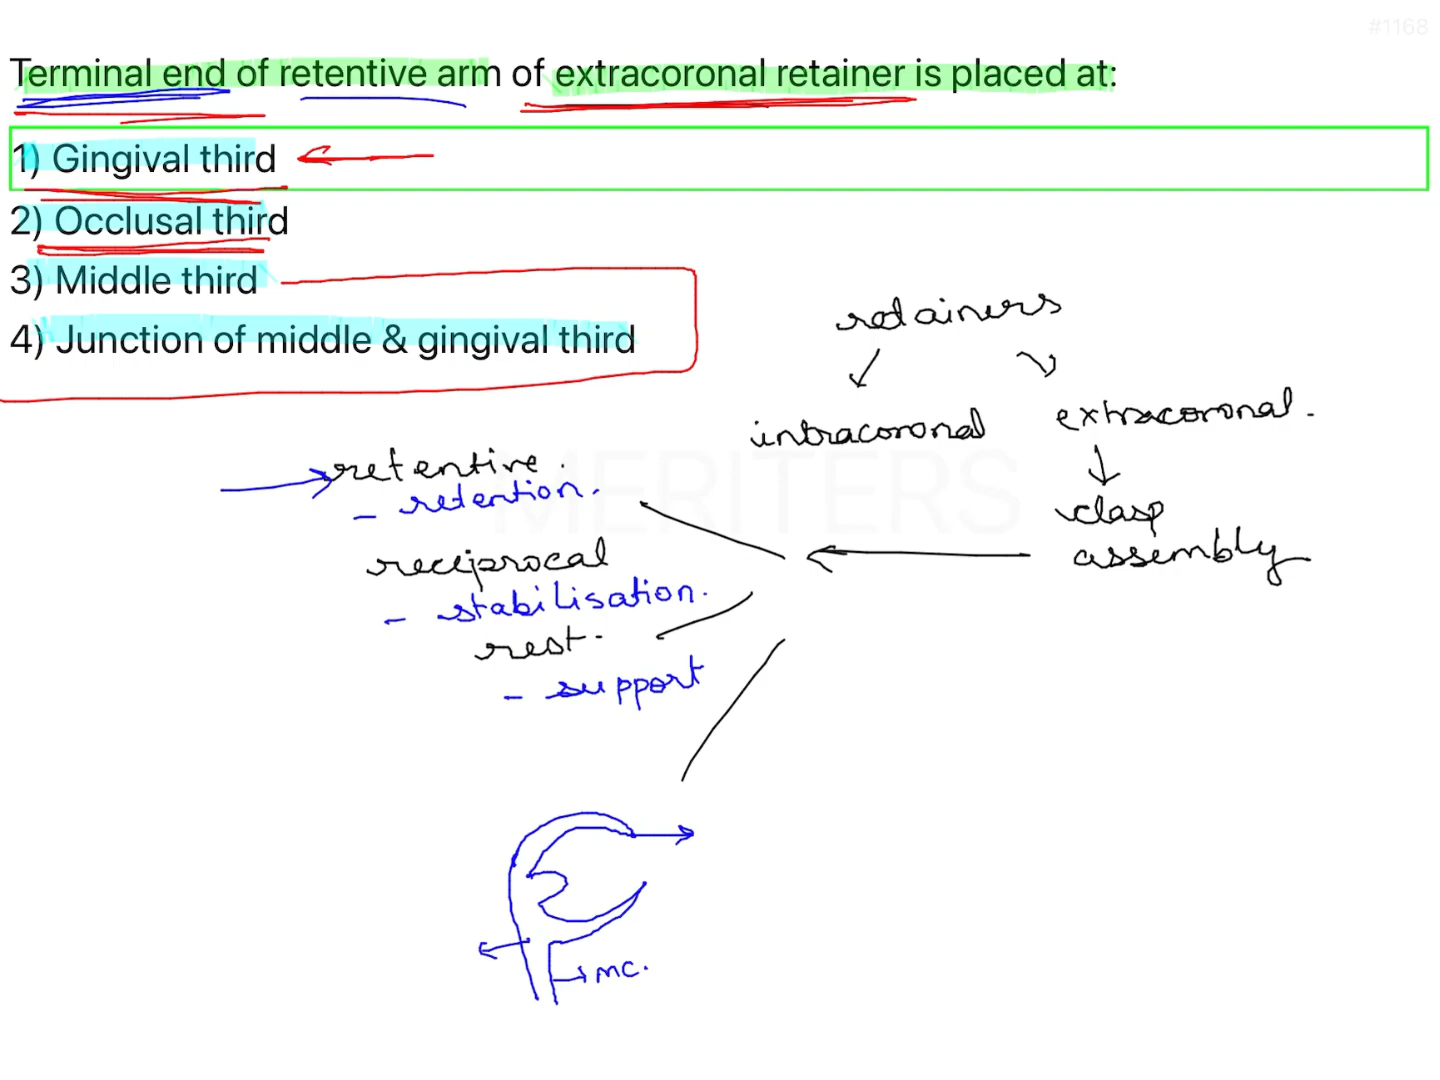 #1168
Terminal end of retentive arm of extracoronal retainer is placed at:
1) Gingival third
2) Occlusal third
3) Middle third
4) Junction of middle & gingival third
retainers
intracoronal
extracoronal.
clasp
assembly
retentive.
- retention.
reciprocal
- stabilisation.
rest.
- support
mc.
MERITERS